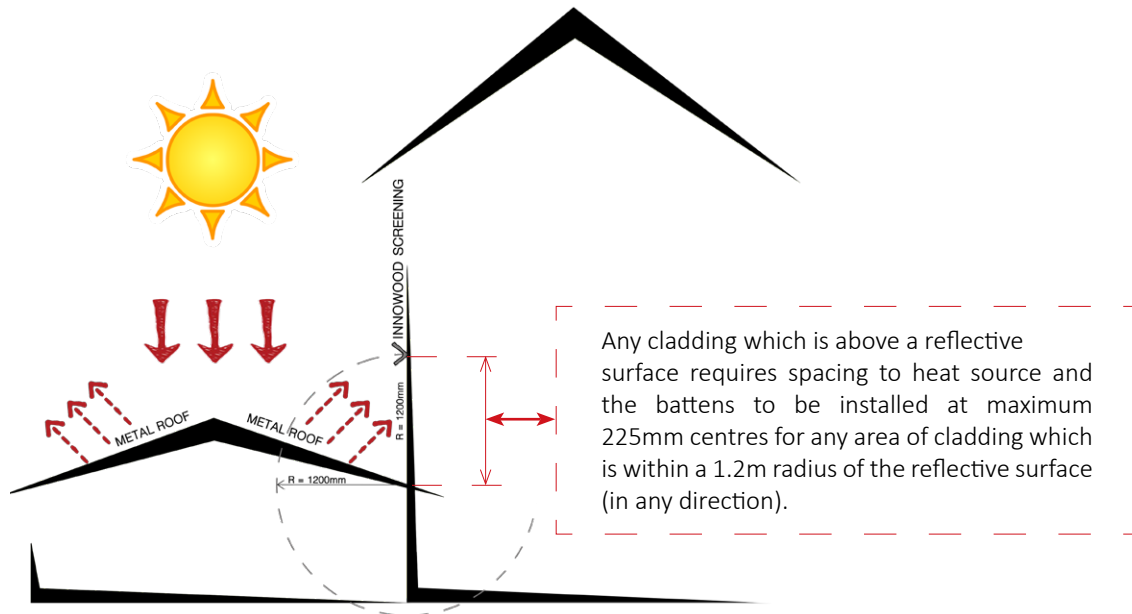 INNOWOOD SCREENING
METAL ROOF
METAL ROOF
R = 1200mm
R = 1200mm
Any cladding which is above a reflective
surface requires spacing to heat source and
the battens to be installed at maximum
225mm centres for any area of cladding which
is within a 1.2m radius of the reflective surface
(in any direction).